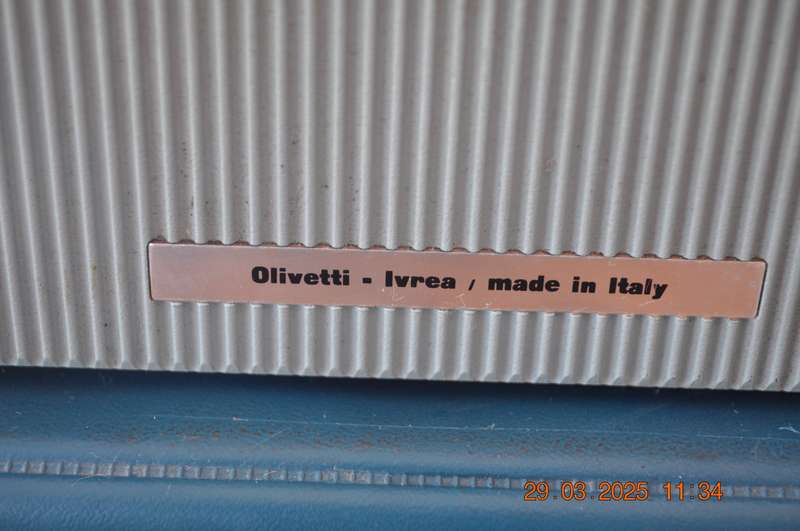 Olivetti - Ivrea / made in Italy
29.03.2025 11:34